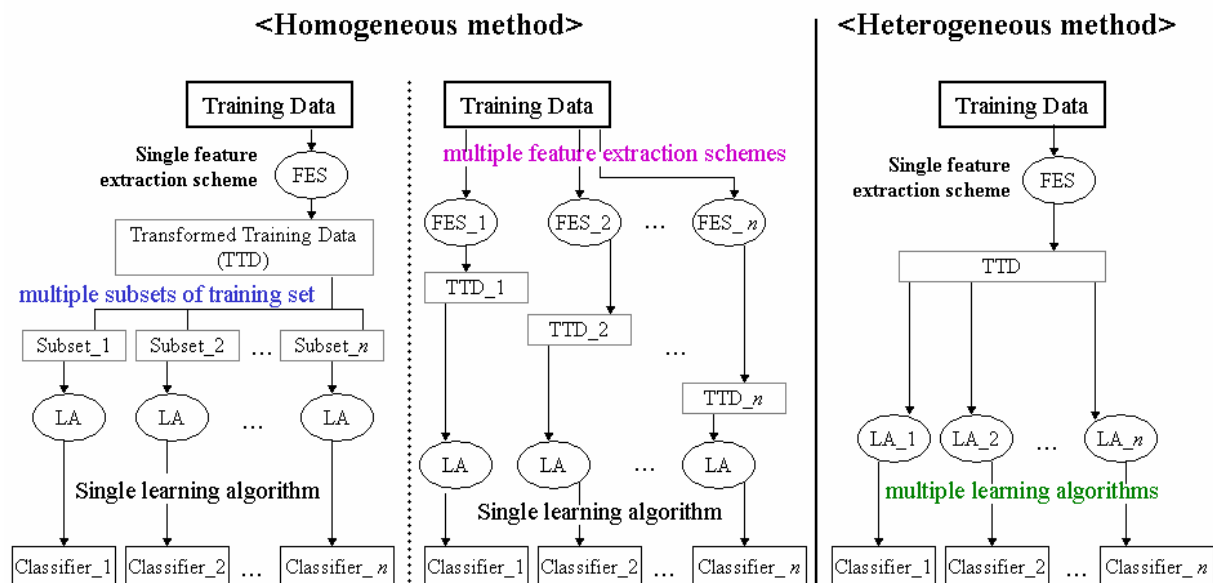 <Homogeneous method>
Training Data
Single feature
extraction scheme
FES
Transformed Training Data
(TTD)
multiple subsets of training set
Subset_1
Subset_2
...
Subset_n
LA
LA
...
LA
Single learning algorithm
Classifier_1
Classifier_2
...
Classifier_n
Training Data
multiple feature extraction schemes
FES_1
FES_2
...
FES_n
TTD_1
TTD_2
...
TTD_n
LA
LA
...
LA
Single learning algorithm
Classifier_1
Classifier_2
...
Classifier_n
<Heterogeneous method>
Training Data
Single feature
extraction scheme
FES
TTD
LA_1
LA_2
...
LA_n
multiple learning algorithms
Classifier_1
Classifier_2
...
Classifier_n